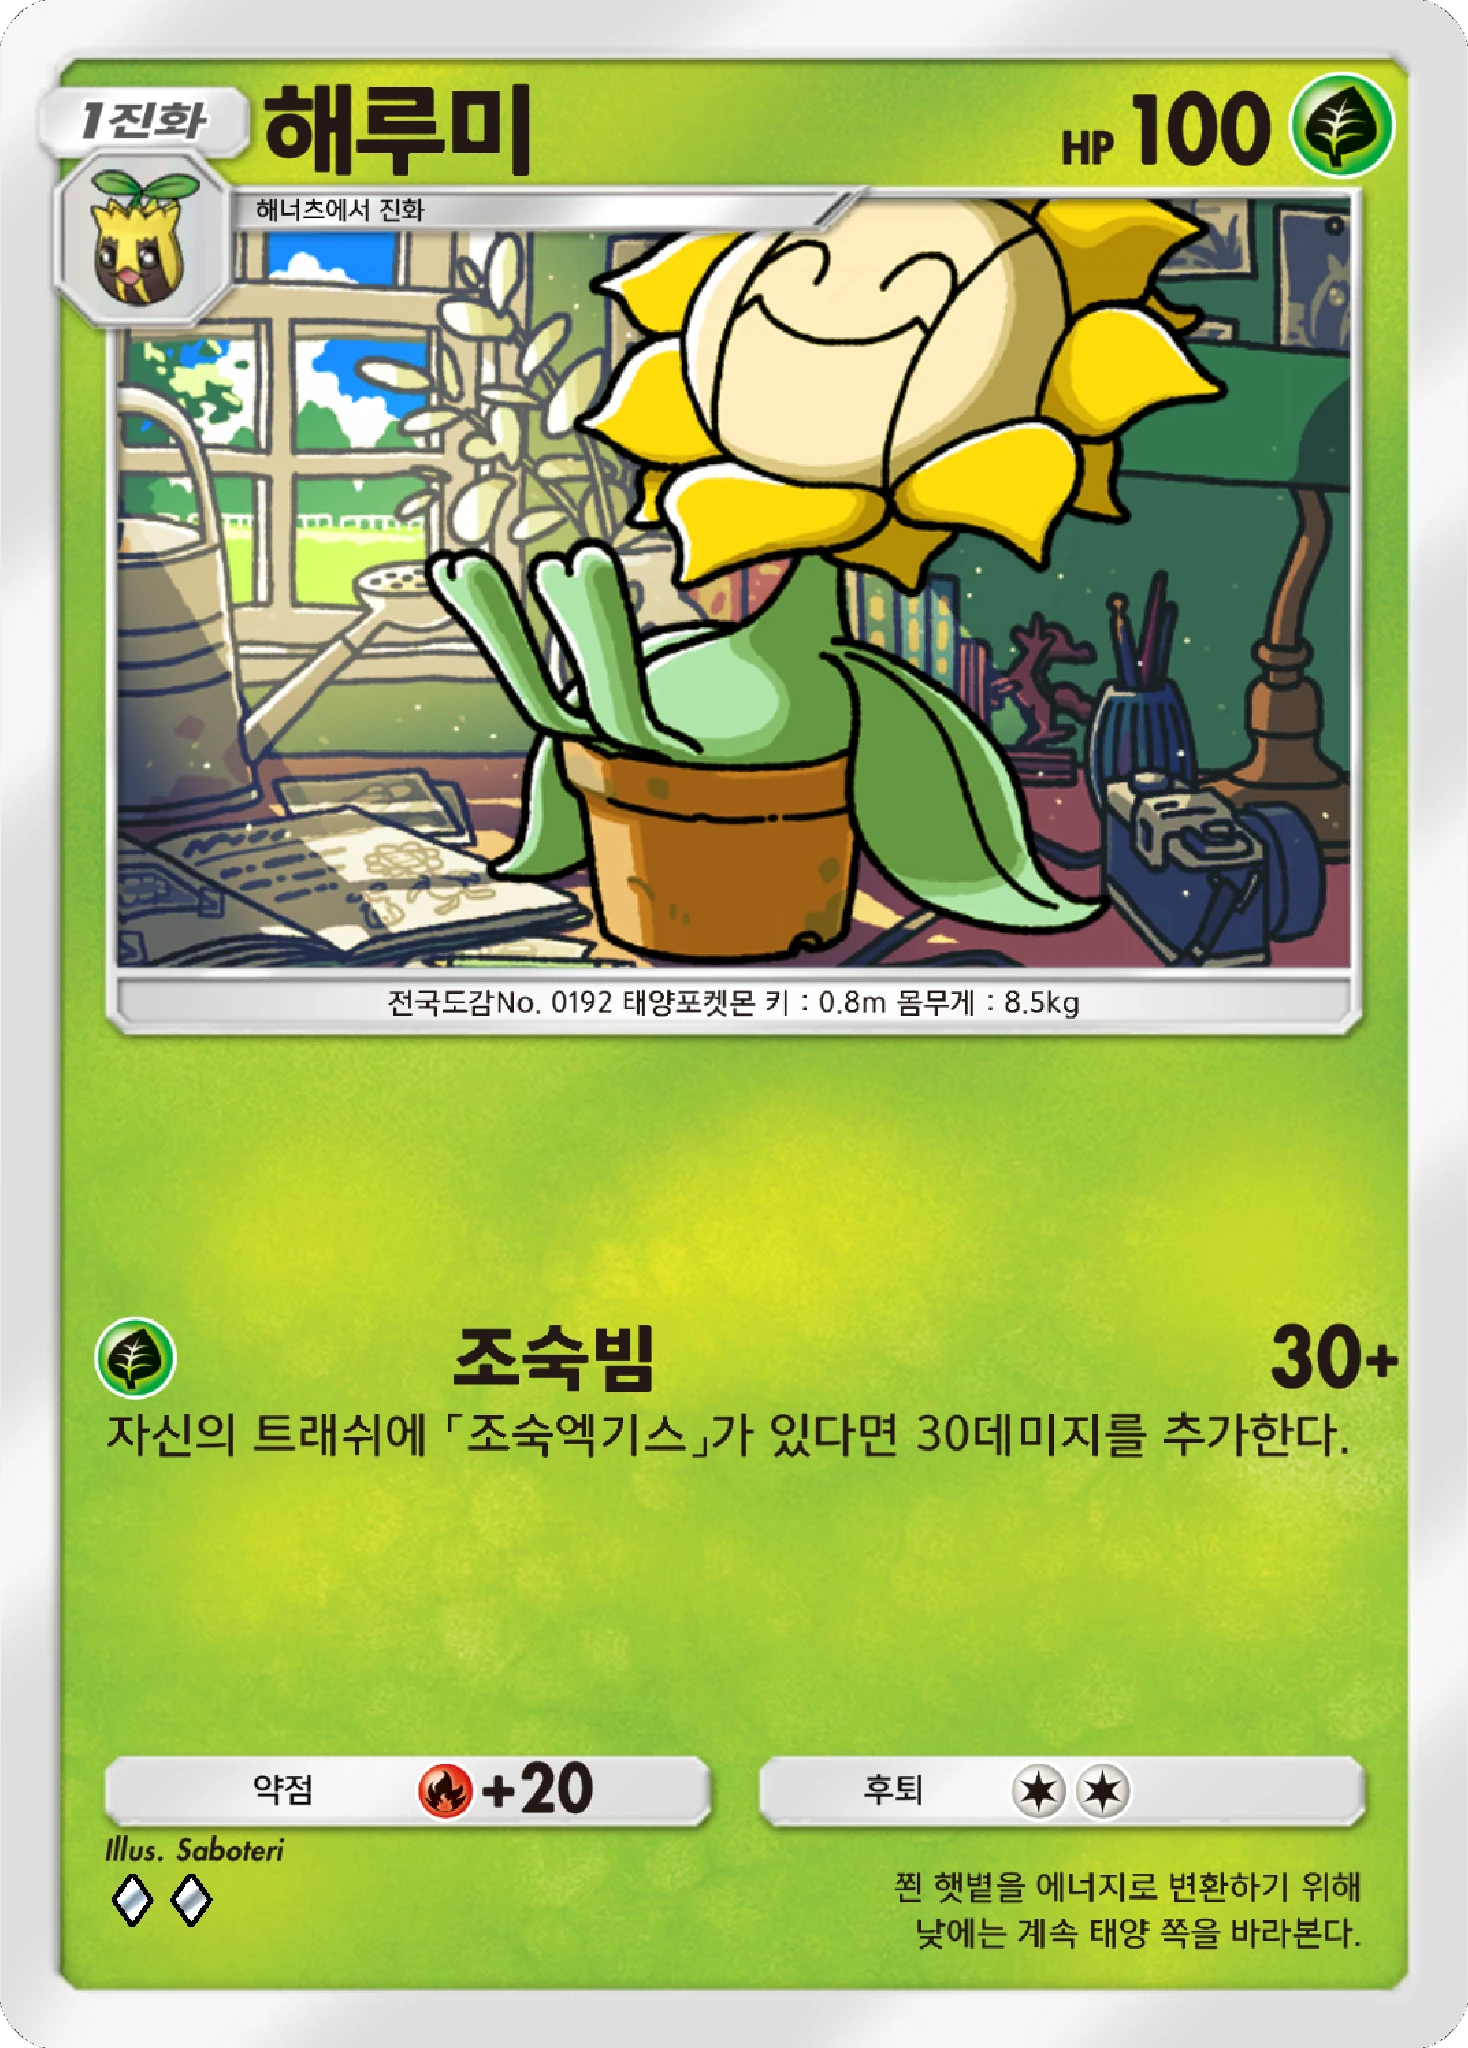 1진화
해루미
HP 100
해너츠에서 진화
전국도감No. 0192 태양포켓몬 키 : 0.8m 몸무게 : 8.5kg
조숙빔 30+
자신의 트래쉬에 「조숙엑기스」가 있다면 30데미지를 추가한다.
약점 +20
후퇴
Illus. Saboteri
쬔 햇볕을 에너지로 변환하기 위해
낮에는 계속 태양 쪽을 바라본다.